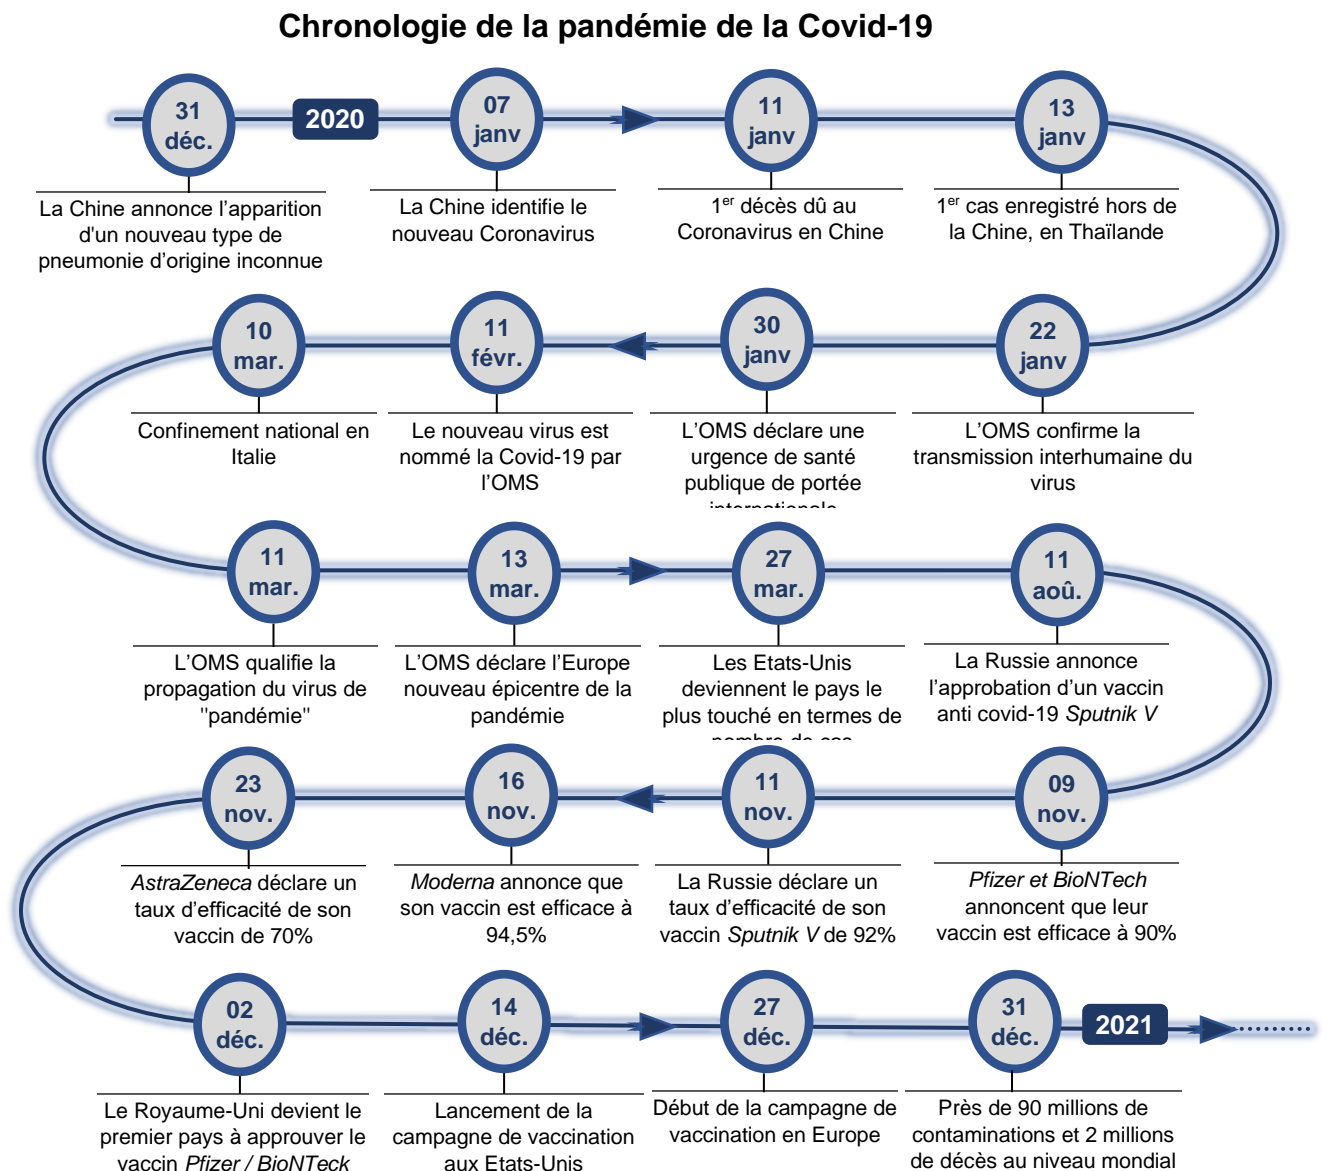 Chronologie de la pandémie de la Covid-19
31
déc.
2020
07
janv
11
janv
13
janv
La Chine annonce l'apparition
d'un nouveau type de
pneumonie d'origine inconnue
La Chine identifie le
nouveau Coronavirus
1er décès dû au
Coronavirus en Chine
1er cas enregistré hors de
la Chine, en Thaïlande
10
mar.
11
févr.
30
janv
22
janv
Confinement national en
Italie
Le nouveau virus est
nommé la Covid-19 par
l'OMS
L'OMS déclare une
urgence de santé
publique de portée
internationale
L'OMS confirme la
transmission interhumaine du
virus
11
mar.
13
mar.
27
mar.
11
aoû.
L'OMS qualifie la
propagation du virus de
"pandémie"
L'OMS déclare l'Europe
nouveau épicentre de la
pandémie
Les Etats-Unis
deviennent le pays le
plus touché en termes de
nombre de cas
La Russie annonce
l'approbation d'un vaccin
anti covid-19 Sputnik V
23
nov.
16
nov.
11
nov.
09
nov.
AstraZeneca déclare un
taux d'efficacité de son
vaccin de 70%
Moderna annonce que
son vaccin est efficace à
94,5%
La Russie déclare un
taux d'efficacité de son
vaccin Sputnik V de 92%
Pfizer et BioNTech
annoncent que leur
vaccin est efficace à 90%
02
déc.
14
déc.
27
déc.
31
déc.
2021
Le Royaume-Uni devient le
premier pays à approuver le
vaccin Pfizer / BioNTeck
Lancement de la
campagne de vaccination
aux Etats-Unis
Début de la campagne de
vaccination en Europe
Près de 90 millions de
contaminations et 2 millions
de décès au niveau mondial